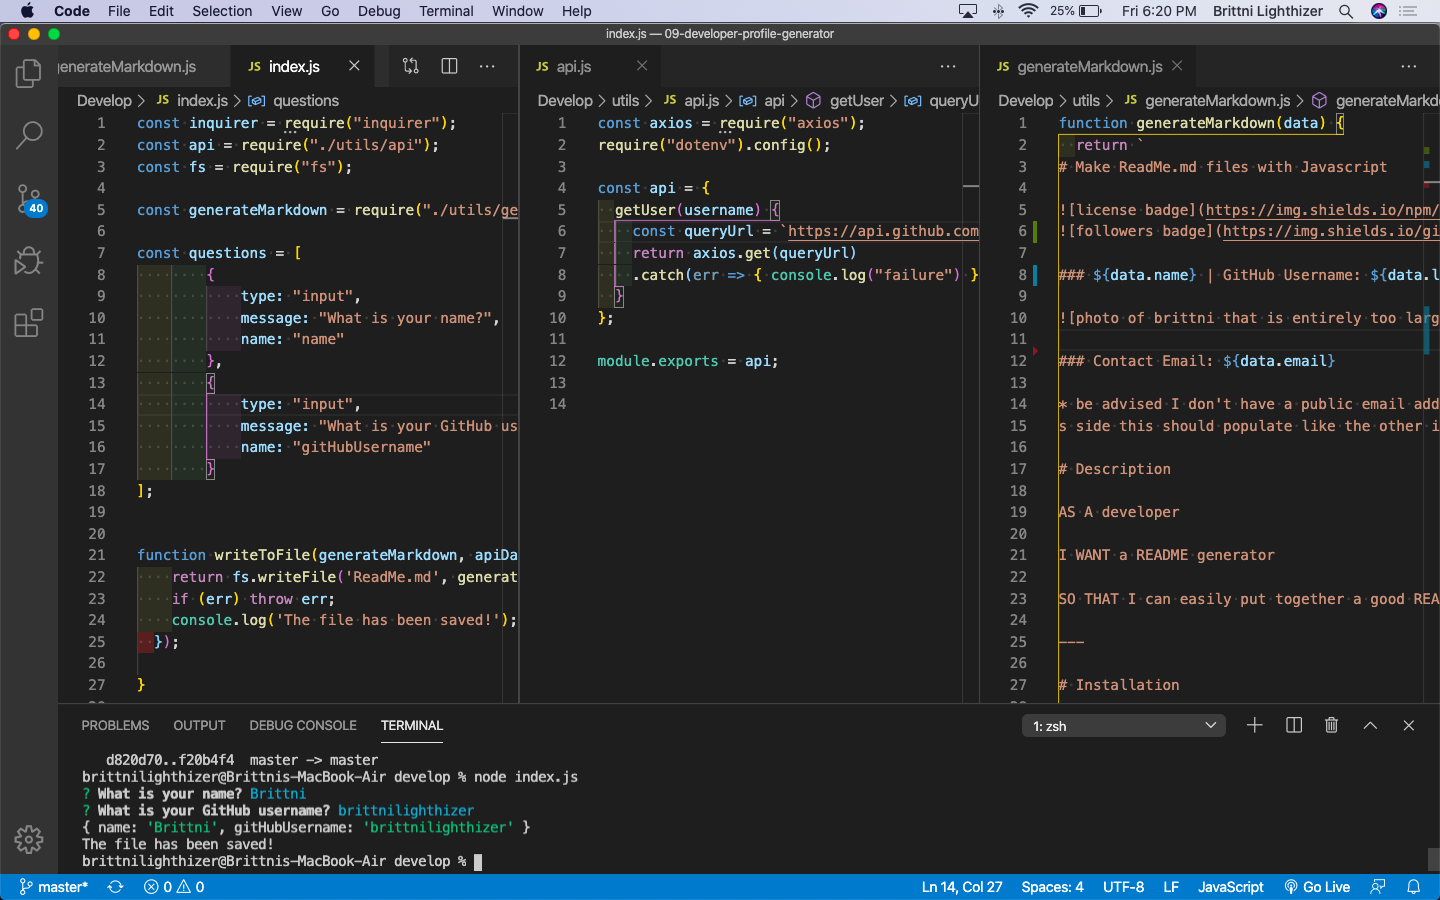 Code File Edit Selection View Go Debug Terminal Window Help 25% Fri 6:20 PM Brittni Lighthizer
index.js — 09-developer-profile-generator
generateMarkdown.js JS index.js
Develop > JS index.js > questions
1 const inquirer = require("inquirer");
2 const api = require("./utils/api");
3 const fs = require("fs");
4
5 const generateMarkdown = require("./utils/ge
6
7 const questions = [
8 {
9 type: "input",
10 message: "What is your name?",
11 name: "name"
12 },
13 {
14 type: "input",
15 message: "What is your GitHub us
16 name: "gitHubUsername"
17 }
18 ];
19
20
21 function writeToFile(generateMarkdown, apiDa
22 return fs.writeFile('ReadMe.md', generat
23 if (err) throw err;
24 console.log('The file has been saved!');
25 });
26
27 }
JS api.js
Develop > utils > JS api.js > api > getUser > queryU
1 const axios = require("axios");
2 require("dotenv").config();
3
4 const api = {
5 getUser(username) {
6 const queryUrl = `https://api.github.com
7 return axios.get(queryUrl)
8 .catch(err => { console.log("failure") }
9 }
10 };
11
12 module.exports = api;
13
14
JS generateMarkdown.js
Develop > utils > JS generateMarkdown.js > generateMarkd
1 function generateMarkdown(data) {
2 return `
3 # Make ReadMe.md files with Javascript
4
5 ![license badge](https://img.shields.io/npm/
6 ![followers badge](https://img.shields.io/gi
7
8 ### ${data.name} | GitHub Username: ${data.l
9
10 ![photo of brittni that is entirely too larg
11
12 ### Contact Email: ${data.email}
13
14 * be advised I don't have a public email add
15 s side this should populate like the other i
16
17 # Description
18
19 AS A developer
20
21 I WANT a README generator
22
23 SO THAT I can easily put together a good REA
24
25 ---
26
27 # Installation
40
PROBLEMS OUTPUT DEBUG CONSOLE TERMINAL 1: zsh
d820d70..f20b4f4 master -> master
brittnilighthizer@Brittnis-MacBook-Air develop % node index.js
? What is your name? Brittni
? What is your GitHub username? brittnilighthizer
{ name: 'Brittni', gitHubUsername: 'brittnilighthizer' }
The file has been saved!
brittnilighthizer@Brittnis-MacBook-Air develop %
master* 0 0 Ln 14, Col 27 Spaces: 4 UTF-8 LF JavaScript Go Live